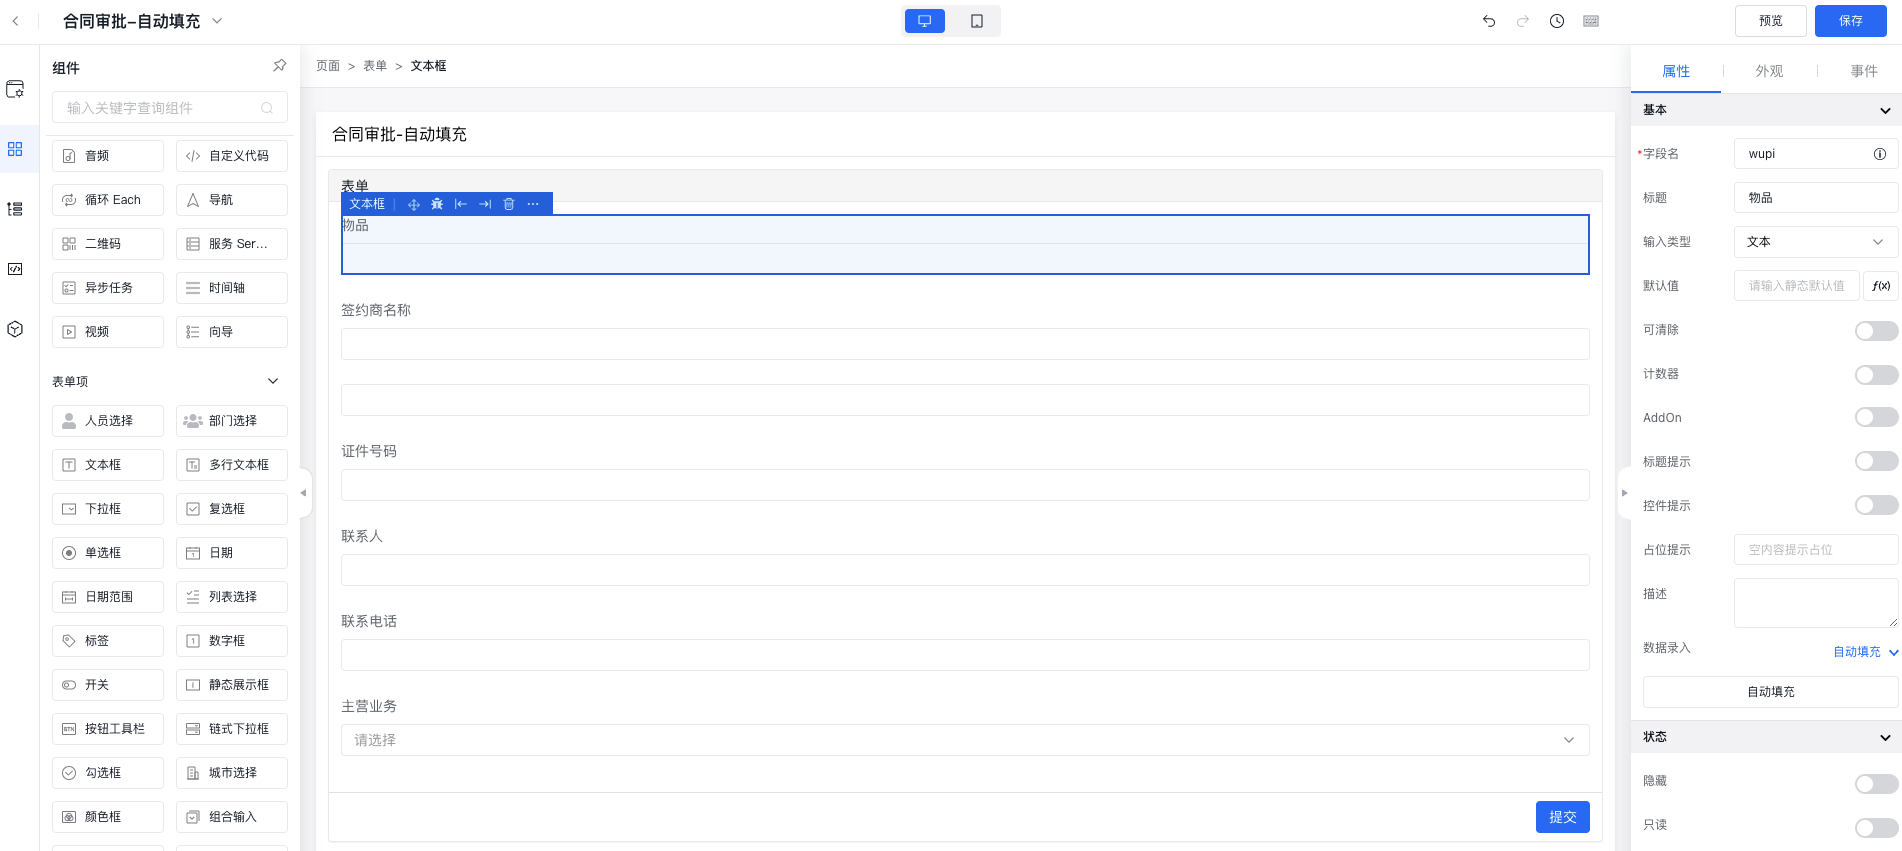 合同审批-自动填充
预览
保存
组件
输入关键字查询组件
音频
自定义代码
循环 Each
导航
二维码
服务 Ser...
异步任务
时间轴
视频
向导
表单项
人员选择
部门选择
文本框
多行文本框
下拉框
复选框
单选框
日期
日期范围
列表选择
标签
数字框
开关
静态展示框
按钮工具栏
链式下拉框
勾选框
城市选择
颜色框
组合输入
页面 > 表单 > 文本框
合同审批-自动填充
表单
文本框
物品
签约商名称
证件号码
联系人
联系电话
主营业务
请选择
提交
属性
外观
事件
基本
*字段名
wupi
标题
物品
输入类型
文本
默认值
请输入静态默认值
f(x)
可清除
计数器
AddOn
标题提示
控件提示
占位提示
空内容提示占位
描述
数据录入
自动填充
自动填充
状态
隐藏
只读